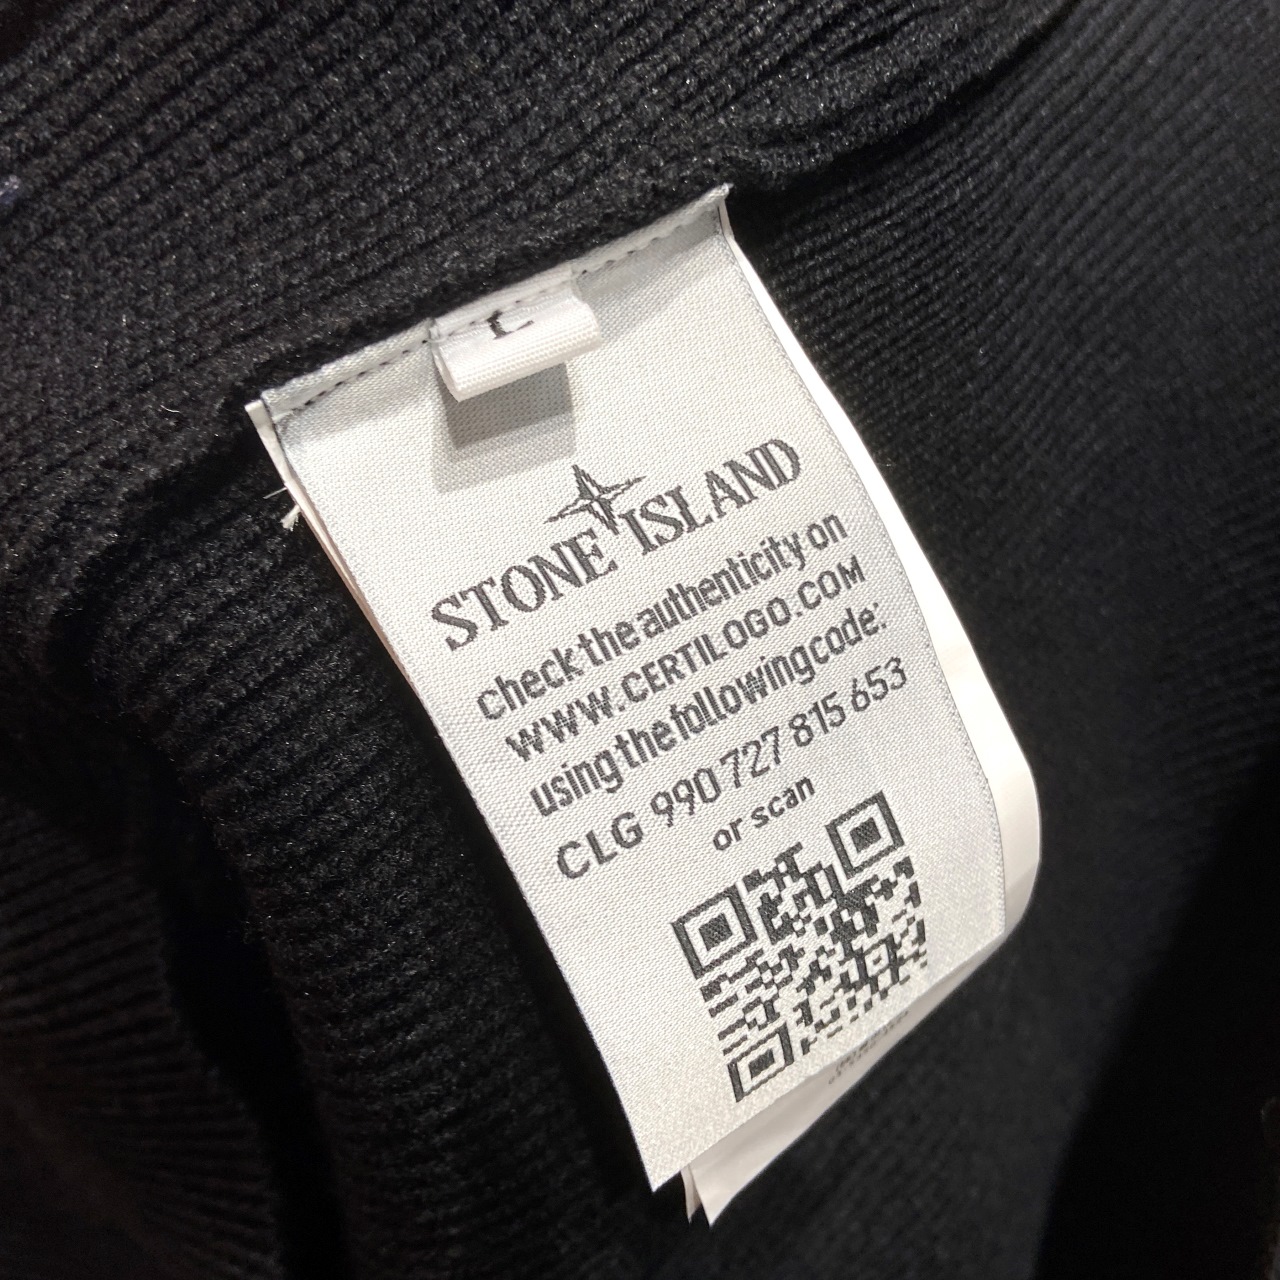 L
STONE ISLAND
check the authenticity on
WWW.CERTILOGO.COM
using the following code:
CLG 990 727 815 653
or scan